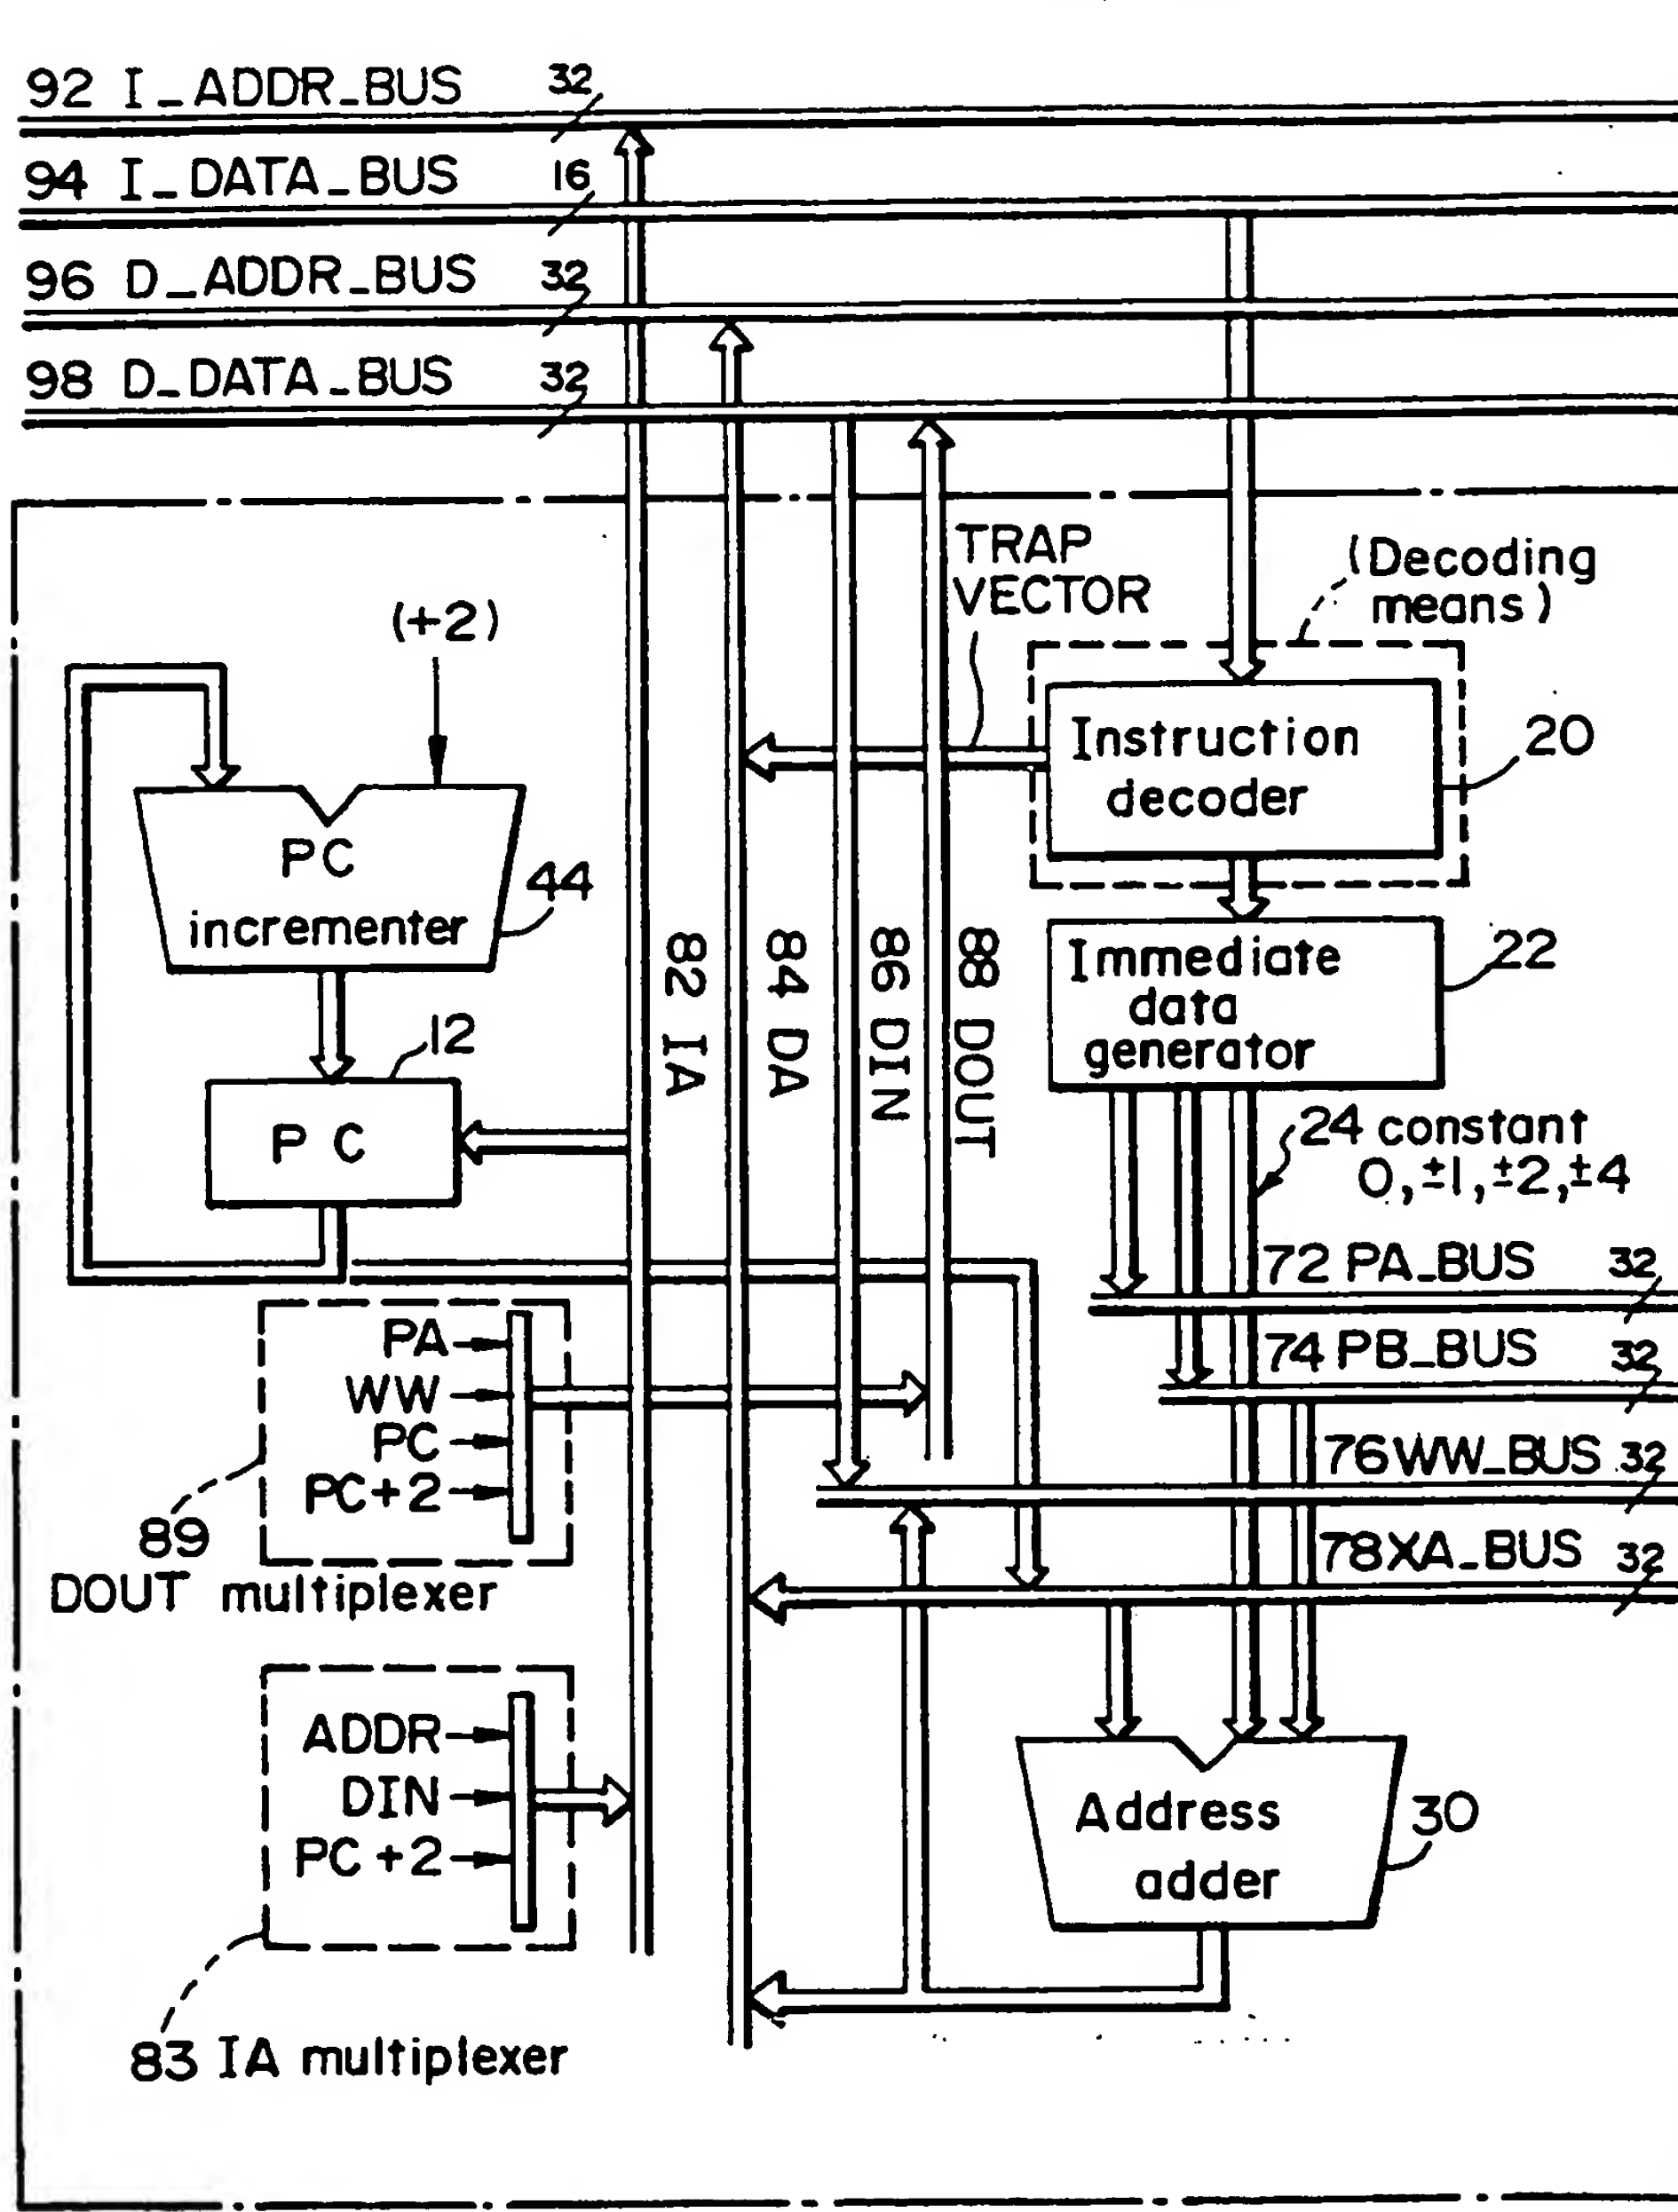 92 I_ADDR_BUS 32
94 I_DATA_BUS 16
96 D_ADDR_BUS 32
98 D_DATA_BUS 32
TRAP
VECTOR
(Decoding
means)
(+2)
Instruction
decoder
20
PC
incrementer
44
82 IA
84 DA
86 DIN
88 DOUT
Immediate
data
generator
22
12
PC
24 constant
0,±1,±2,±4
72 PA_BUS 32
74 PB_BUS 32
76 WW_BUS 32
78 XA_BUS 32
PA
WW
PC
PC+2
89
DOUT multiplexer
ADDR
DIN
PC+2
83 IA multiplexer
Address
adder
30